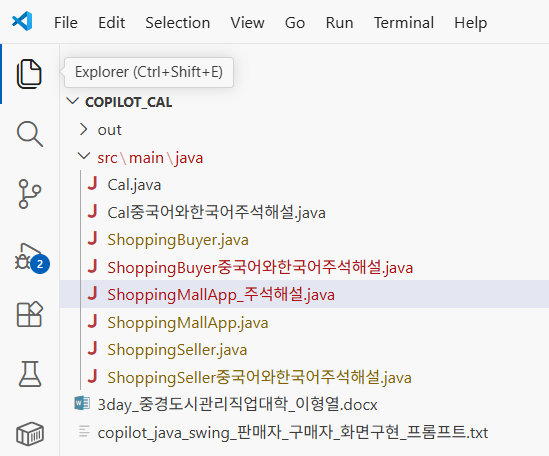 File Edit Selection View Go Run Terminal Help
Explorer (Ctrl+Shift+E)
COPILOT_CAL
out
src\main\java
J Cal.java
J Cal중국어와한국어주석해설.java
J ShoppingBuyer.java
J ShoppingBuyer중국어와한국어주석해설.java
J ShoppingMallApp_주석해설.java
J ShoppingMallApp.java
J ShoppingSeller.java
J ShoppingSeller중국어와한국어주석해설.java
2
3day_중경도시관리직업대학_이형열.docx
copilot_java_swing_판매자_구매자_화면구현_프롬프트.txt